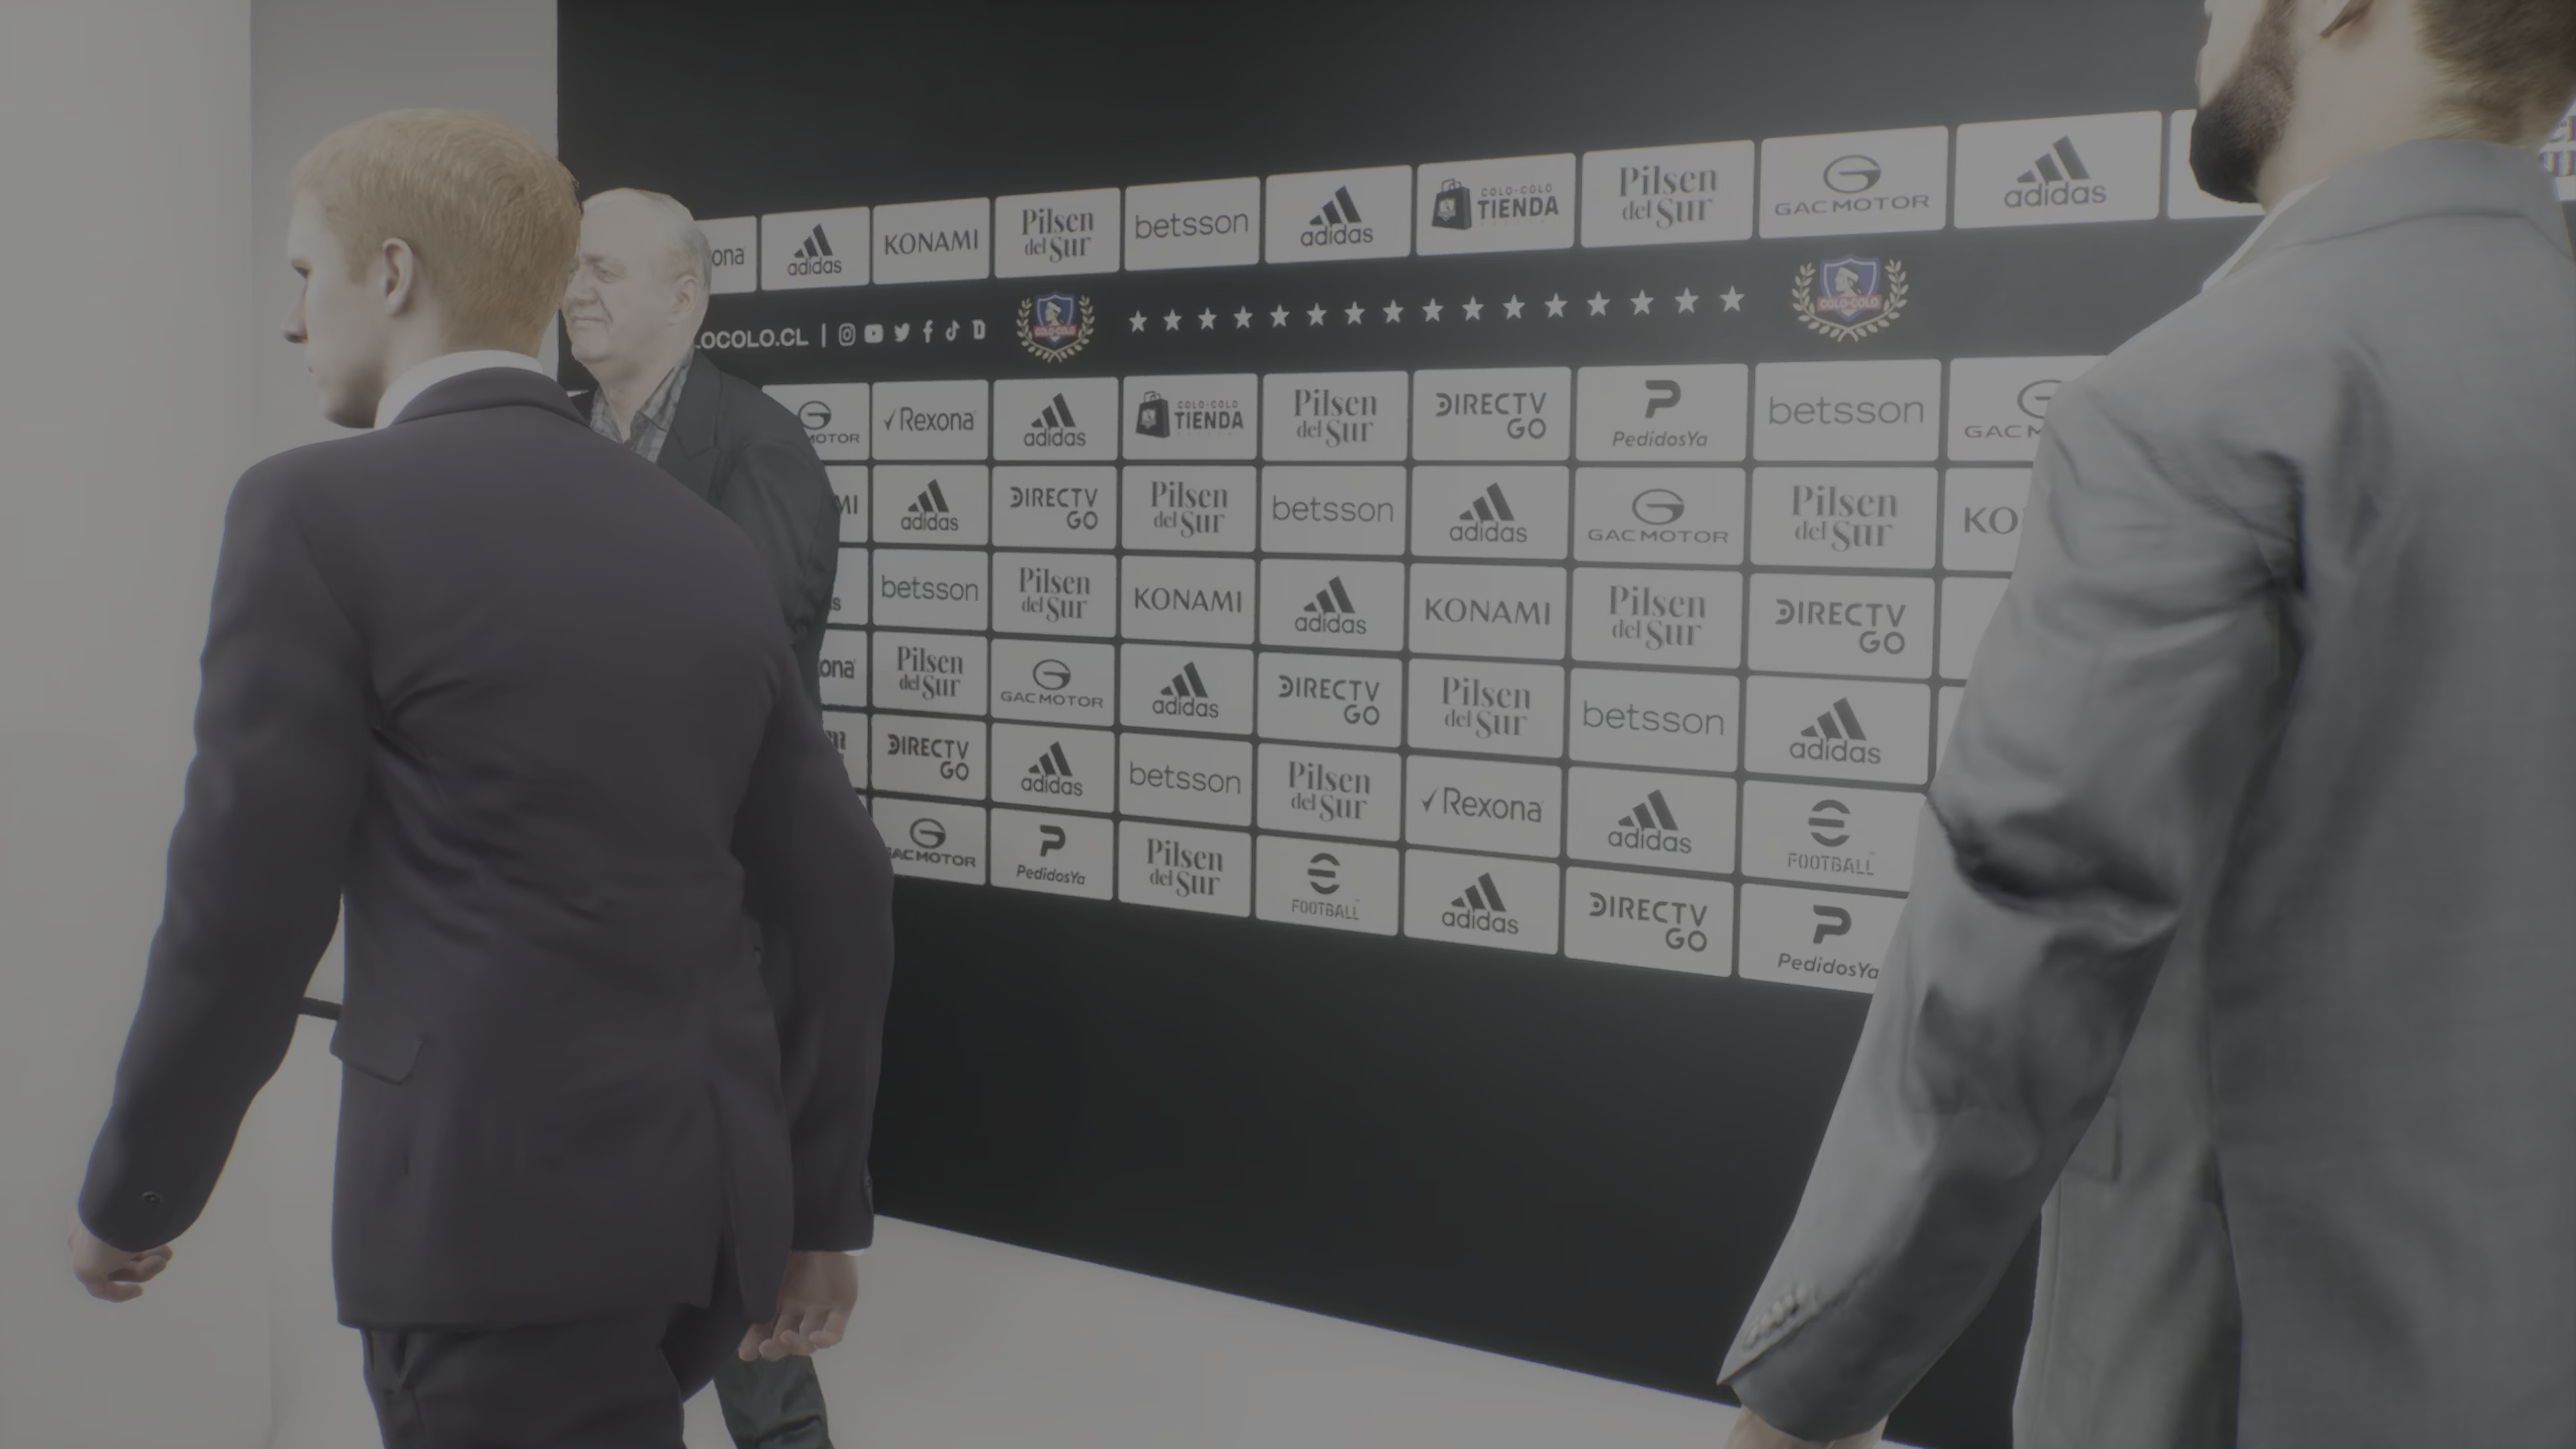 ona
adidas
KONAMI
Pilsen
del Sur
betsson
adidas
COLO-COLO
TIENDA
Pilsen
del Sur
GAC MOTOR
adidas
LOCOLO.CL |
COLO-COLO
COLO-COLO
MOTOR
Rexona
adidas
COLO-COLO
TIENDA
Pilsen
del Sur
DIRECTV
GO
PedidosYa
betsson
GAC M
MI
adidas
DIRECTV
GO
Pilsen
del Sur
betsson
adidas
GAC MOTOR
Pilsen
del Sur
KO
s
betsson
Pilsen
del Sur
KONAMI
adidas
KONAMI
Pilsen
del Sur
DIRECTV
GO
ona
Pilsen
del Sur
GAC MOTOR
adidas
DIRECTV
GO
Pilsen
del Sur
betsson
adidas
DIRECTV
GO
adidas
betsson
Pilsen
del Sur
Rexona
adidas
FOOTBALL
GAC MOTOR
PedidosYa
Pilsen
del Sur
FOOTBALL
adidas
DIRECTV
GO
PedidosYa